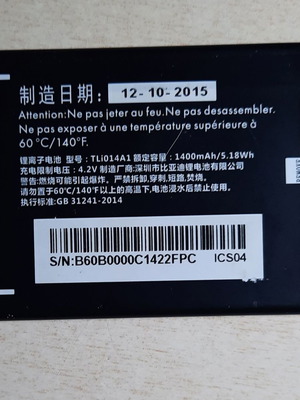 制造日期: 12-10-2015
Attention:Ne pas jeter au feu.Ne pas desassembler.
Ne pas exposer à une température supérieure à
60 °C/140°F.
锂离子电池 型号: TLi014A1 额定容量: 1400mAh/5.18Wh
充电限制电压: 4.2V 制造商: 深圳市比亚迪锂电池有限公司
警告:燃烧可能引起爆炸。严禁拆卸,穿刺,短路,焚烧。
请勿置于60°C/140°F以上的高温下,电池浸水后禁止使用。
执行标准:GB 31241-2014
S/N:B60B0000C1422FPC ICS04